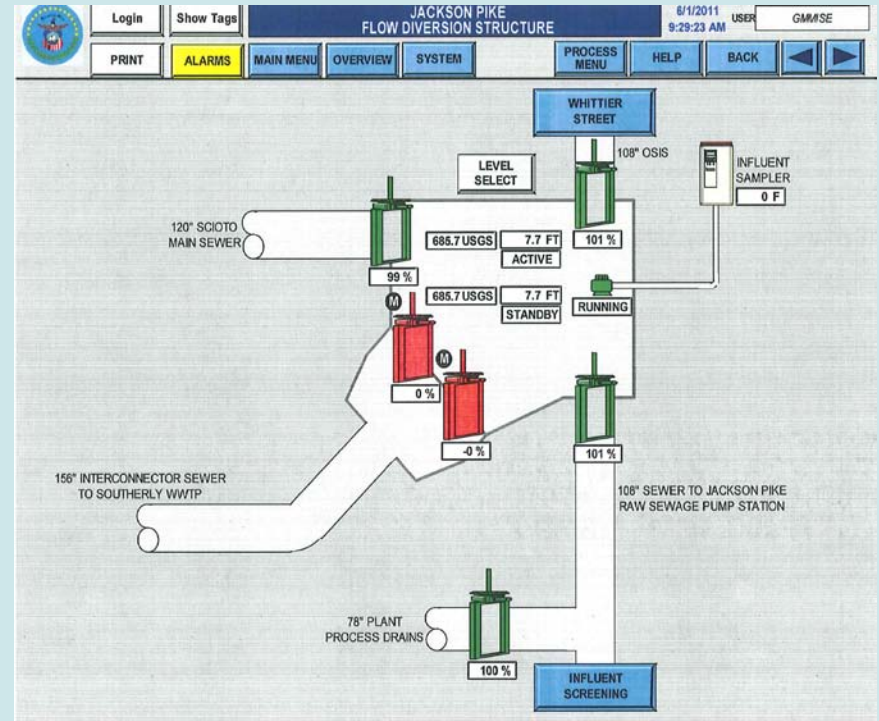 Login
Show Tags
JACKSON PIKE
FLOW DIVERSION STRUCTURE
6/1/2011
9:29:23 AM
USER
PRINT
ALARMS
MAIN MENU
OVERVIEW
SYSTEM
PROCESS
MENU
HELP
BACK
WHITTIER
STREET
108" OSIS
LEVEL
SELECT
INFLUENT
SAMPLER
0 F
120" SCIOTO
MAIN SEWER
685.7 USGS
7.7 FT
101 %
ACTIVE
99 %
M
685.7 USGS
7.7 FT
STANDBY
RUNNING
M
0 %
-0 %
101 %
156" INTERCONNECTOR SEWER
TO SOUTHERLY WWTP
108" SEWER TO JACKSON PIKE
RAW SEWAGE PUMP STATION
78" PLANT
PROCESS DRAINS
100 %
INFLUENT
SCREENING